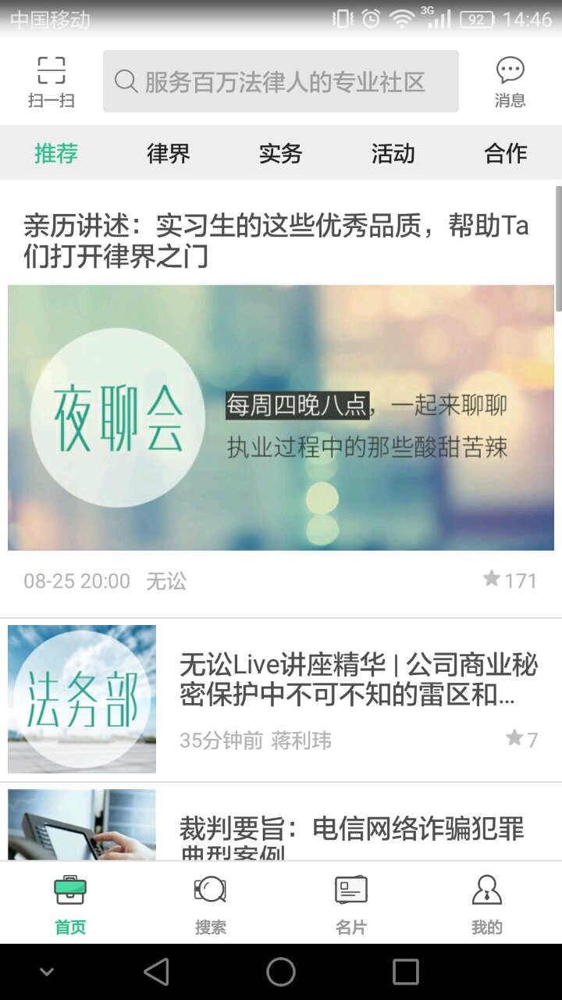 中国移动
3G
92
14:46
扫一扫
服务百万法律人的专业社区
消息
推荐
律界
实务
活动
合作
亲历讲述：实习生的这些优秀品质，帮助Ta
们打开律界之门
夜聊会
每周四晚八点，一起来聊聊
执业过程中的那些酸甜苦辣
08-25 20:00 无讼
171
法务部
无讼Live讲座精华 | 公司商业秘
密保护中不可不知的雷区和...
35分钟前 蒋利玮
7
裁判要旨：电信网络诈骗犯罪
典型案例
首页
搜索
名片
我的